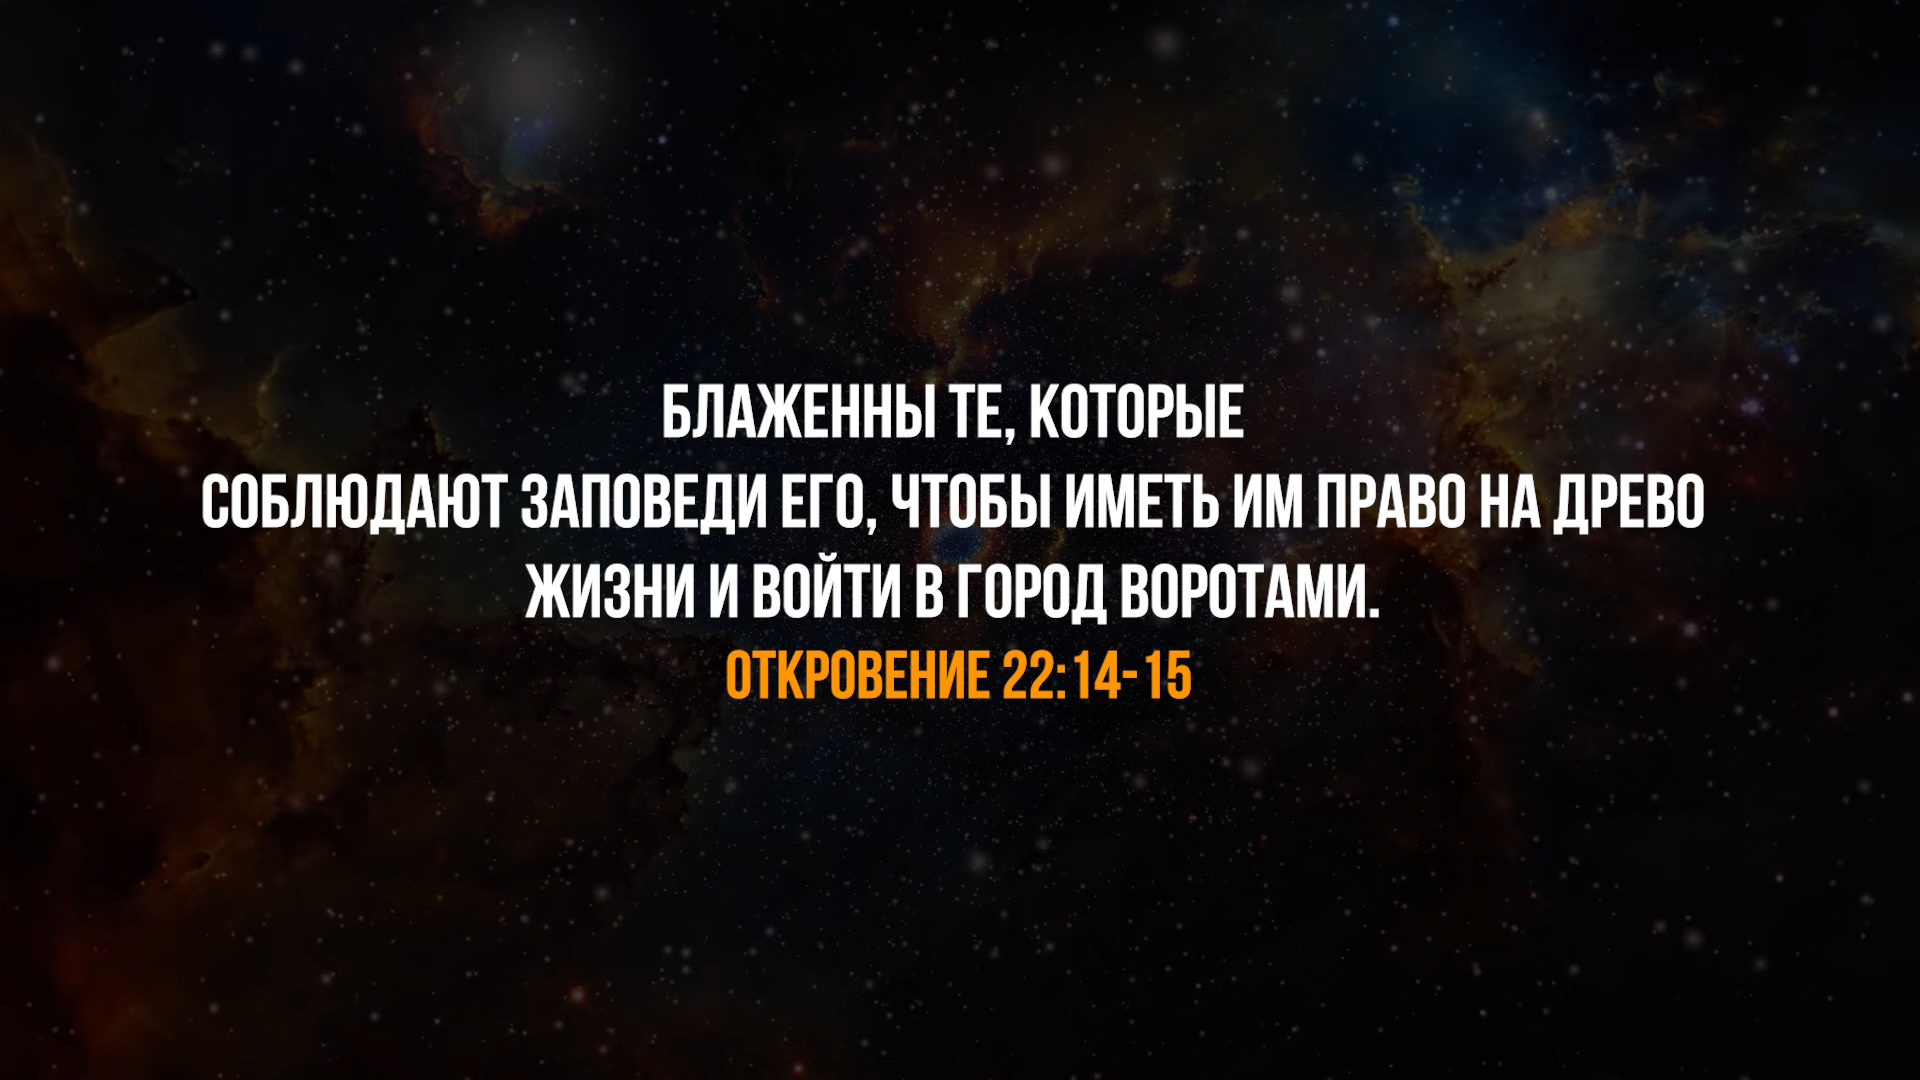 БЛАЖЕННЫ ТЕ, КОТОРЫЕ
СОБЛЮДАЮТ ЗАПОВЕДИ ЕГО, ЧТОБЫ ИМЕТЬ ИМ ПРАВО НА ДРЕВО
ЖИЗНИ И ВОЙТИ В ГОРОД ВОРОТАМИ.
ОТКРОВЕНИЕ 22:14-15